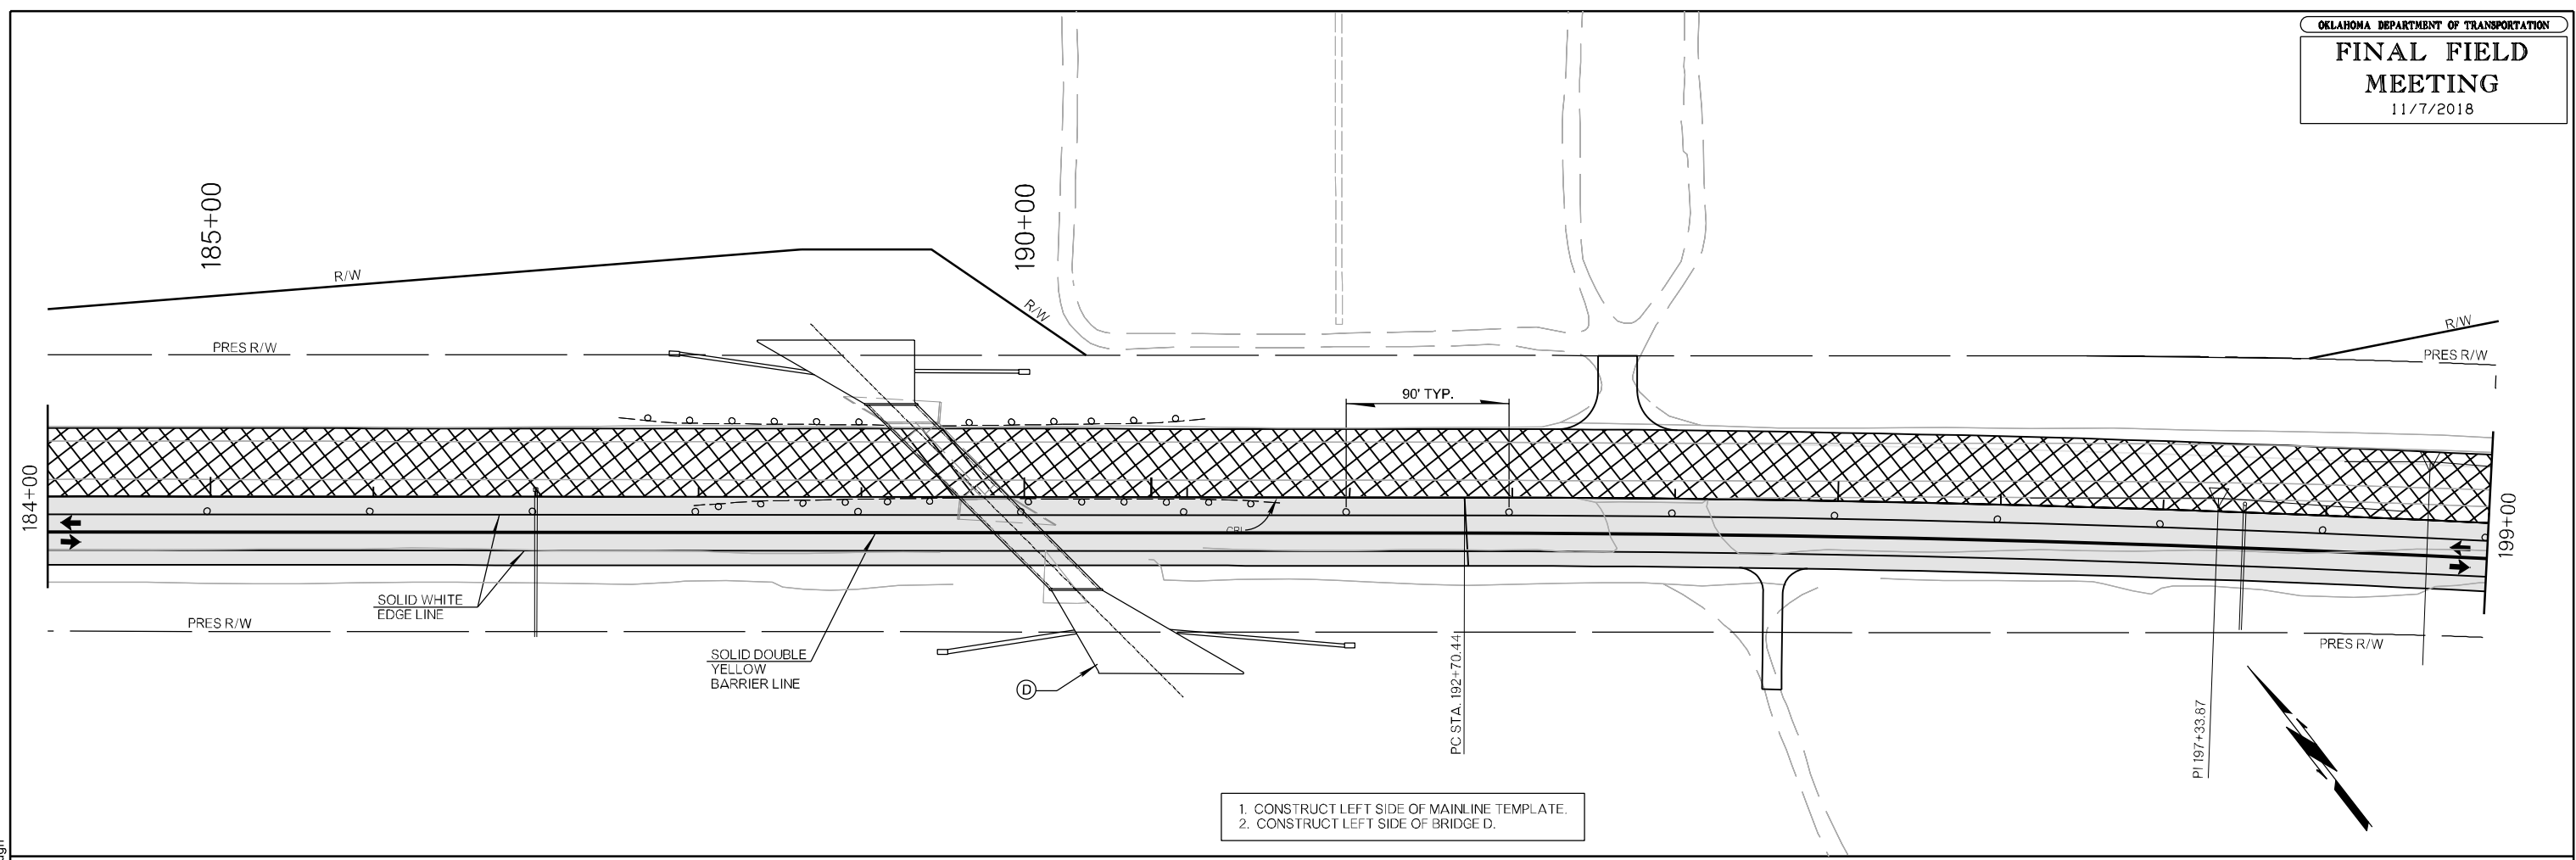 OKLAHOMA DEPARTMENT OF TRANSPORTATION
FINAL FIELD
MEETING
11/7/2018
185+00
190+00
R/W
R/W
R/W
PRES R/W
PRES R/W
90' TYP.
184+00
199+00
CRL
SOLID WHITE
EDGE LINE
PRES R/W
PRES R/W
SOLID DOUBLE
YELLOW
BARRIER LINE
D
PC STA. 192+70.44
PI 197+33.87
1. CONSTRUCT LEFT SIDE OF MAINLINE TEMPLATE.
2. CONSTRUCT LEFT SIDE OF BRIDGE D.